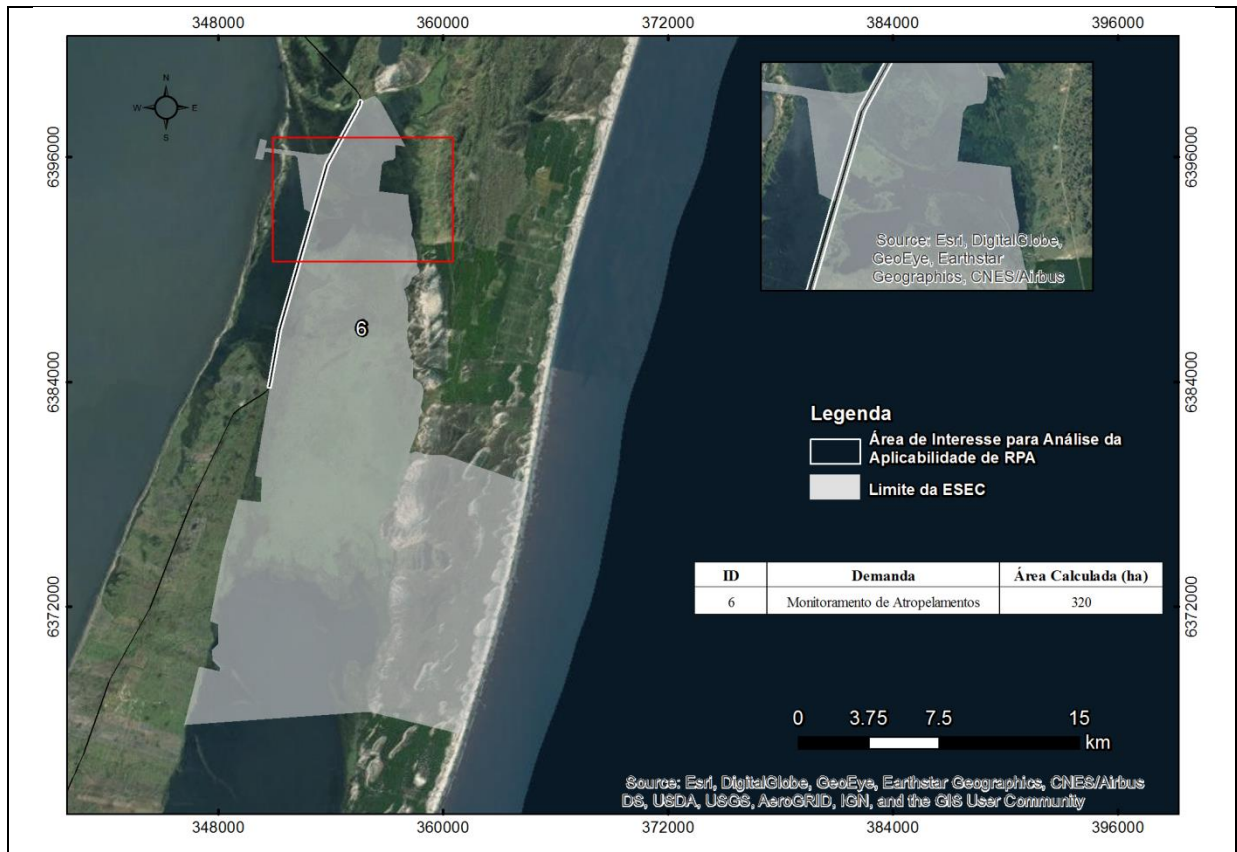 348000 360000 372000 384000 396000
N
W E
S
6396000 6396000
Source: Esri, DigitalGlobe,
GeoEye, Earthstar
Geographics, CNES/Airbus
6
6384000 6384000
Legenda
Área de Interesse para Análise da
Aplicabilidade de RPA
Limite da ESEC
ID Demanda Área Calculada (ha)
6 Monitoramento de Atropelamentos 320
6372000 6372000
0 3.75 7.5 15
km
Source: Esri, DigitalGlobe, GeoEye, Earthstar Geographics, CNES/Airbus
DS, USDA, USGS, AeroGRID, IGN, and the GIS User Community
348000 360000 372000 384000 396000